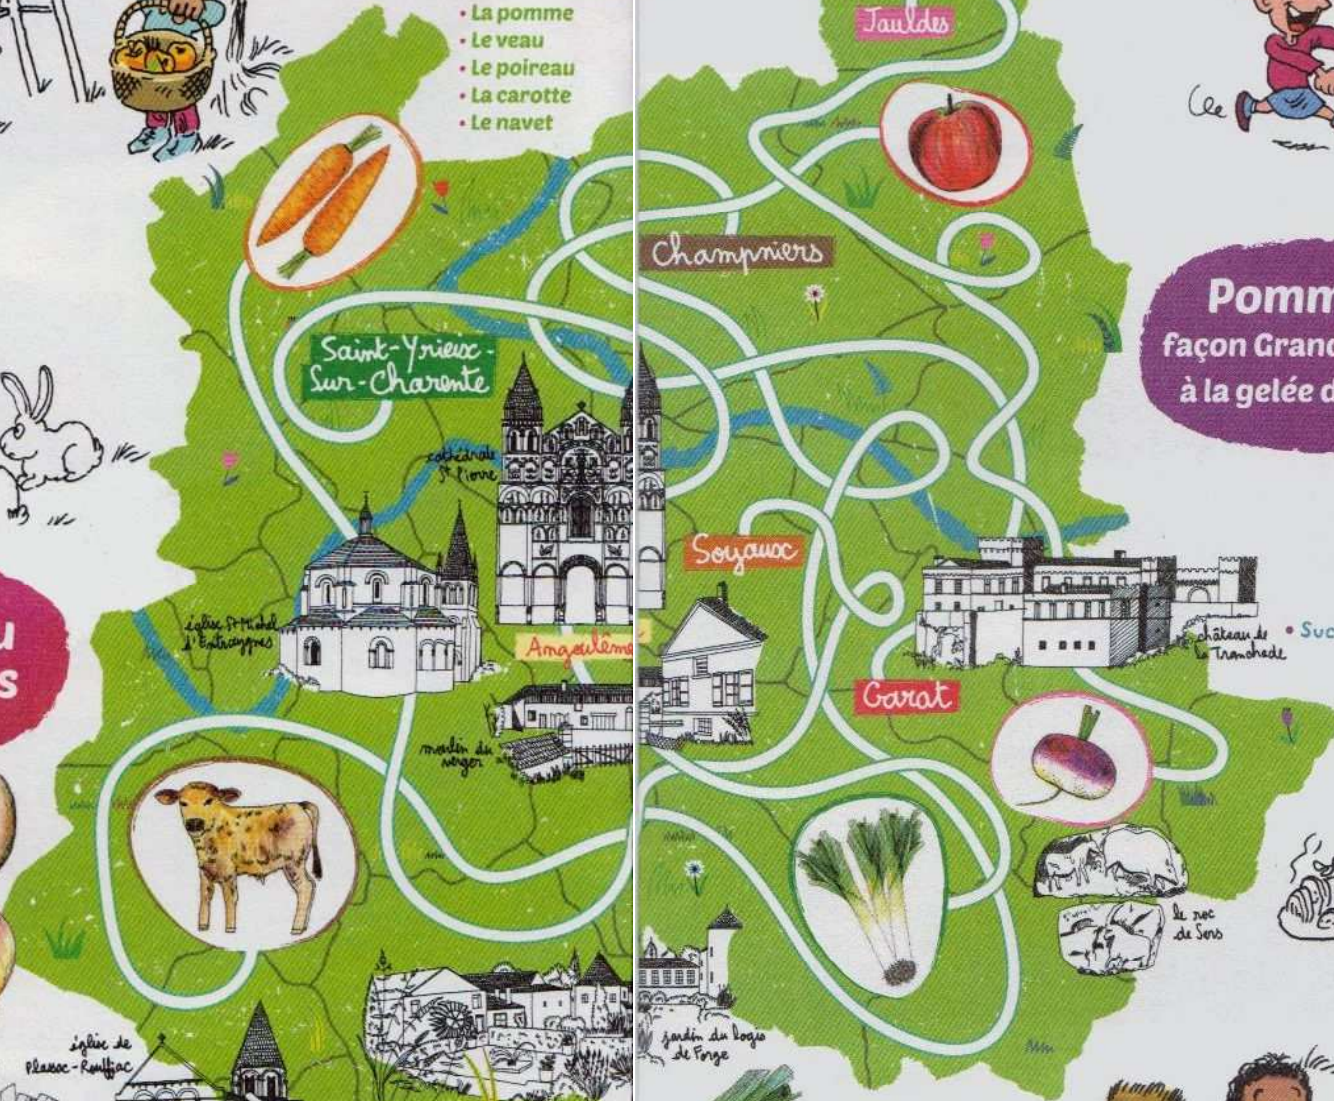 • La pomme
• Le veau
• Le poireau
• La carotte
• Le navet
Jauldes
Champniers
Saint-Yrieix-
Sur-Charente
cathédrale
St Pierre
Soyaux
église St Michel
d'Entraygues
Angoulême
Garat
château de
la Tranchade
moulin du
verger
le roc
de Sers
jardin du logis
de Forge
église de
Plassac-Rouffiac
Pomm
façon Grand
à la gelée d
• Suc
u
s